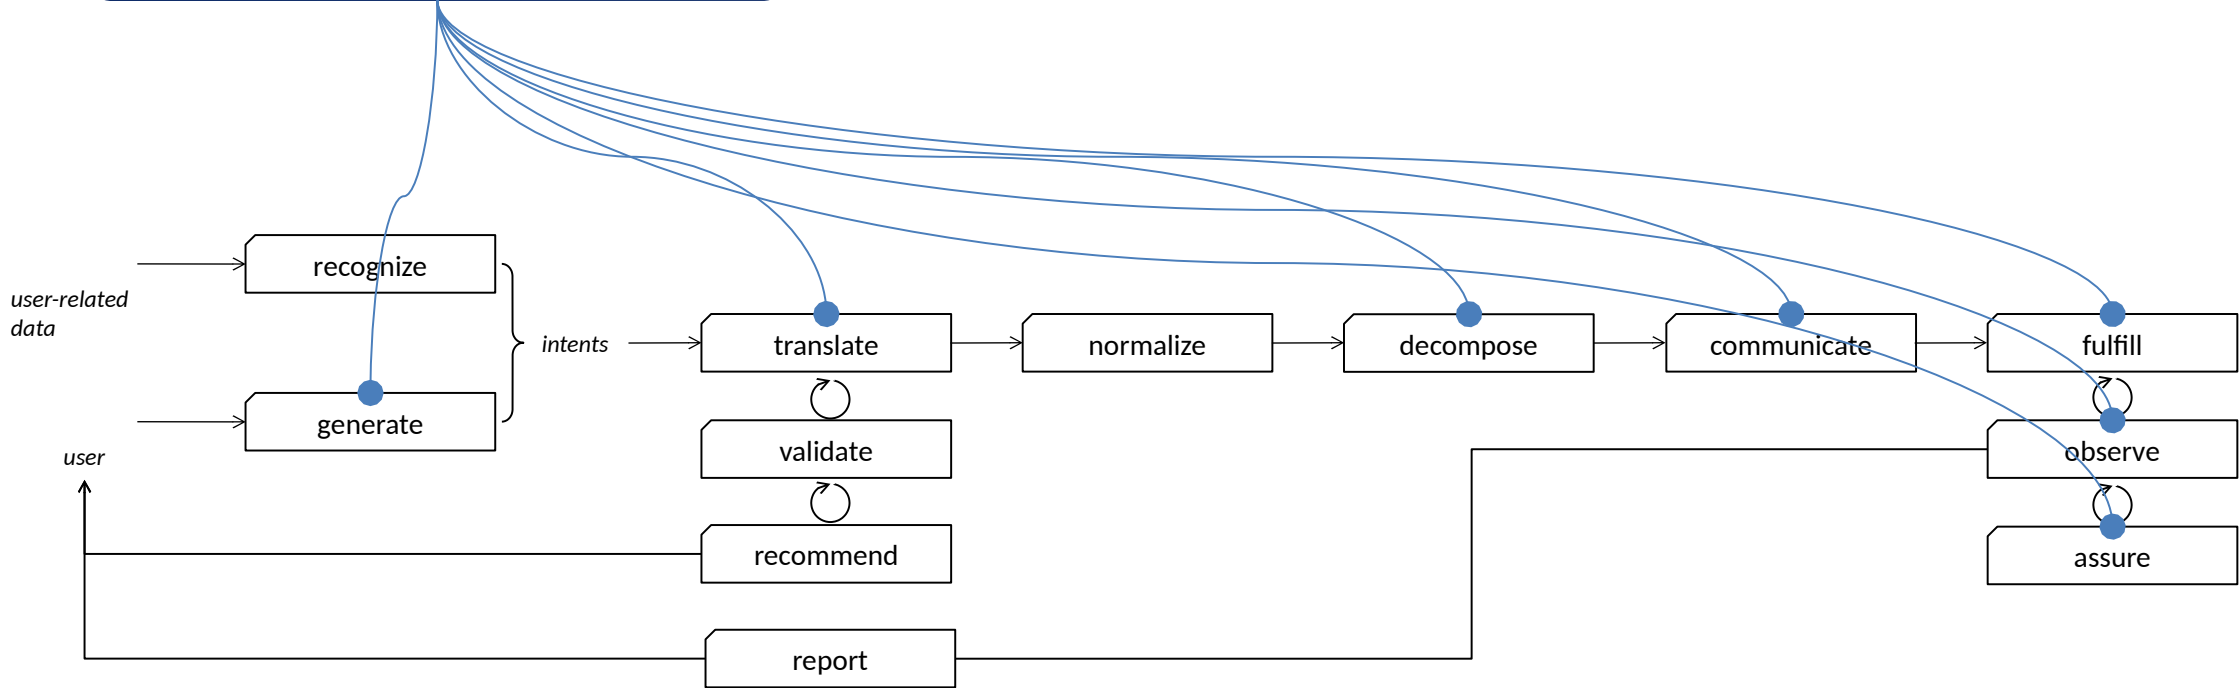 recognize
user-related
data
intents
translate
normalize
decompose
communicate
fulfill
generate
user
validate
observe
recommend
assure
report